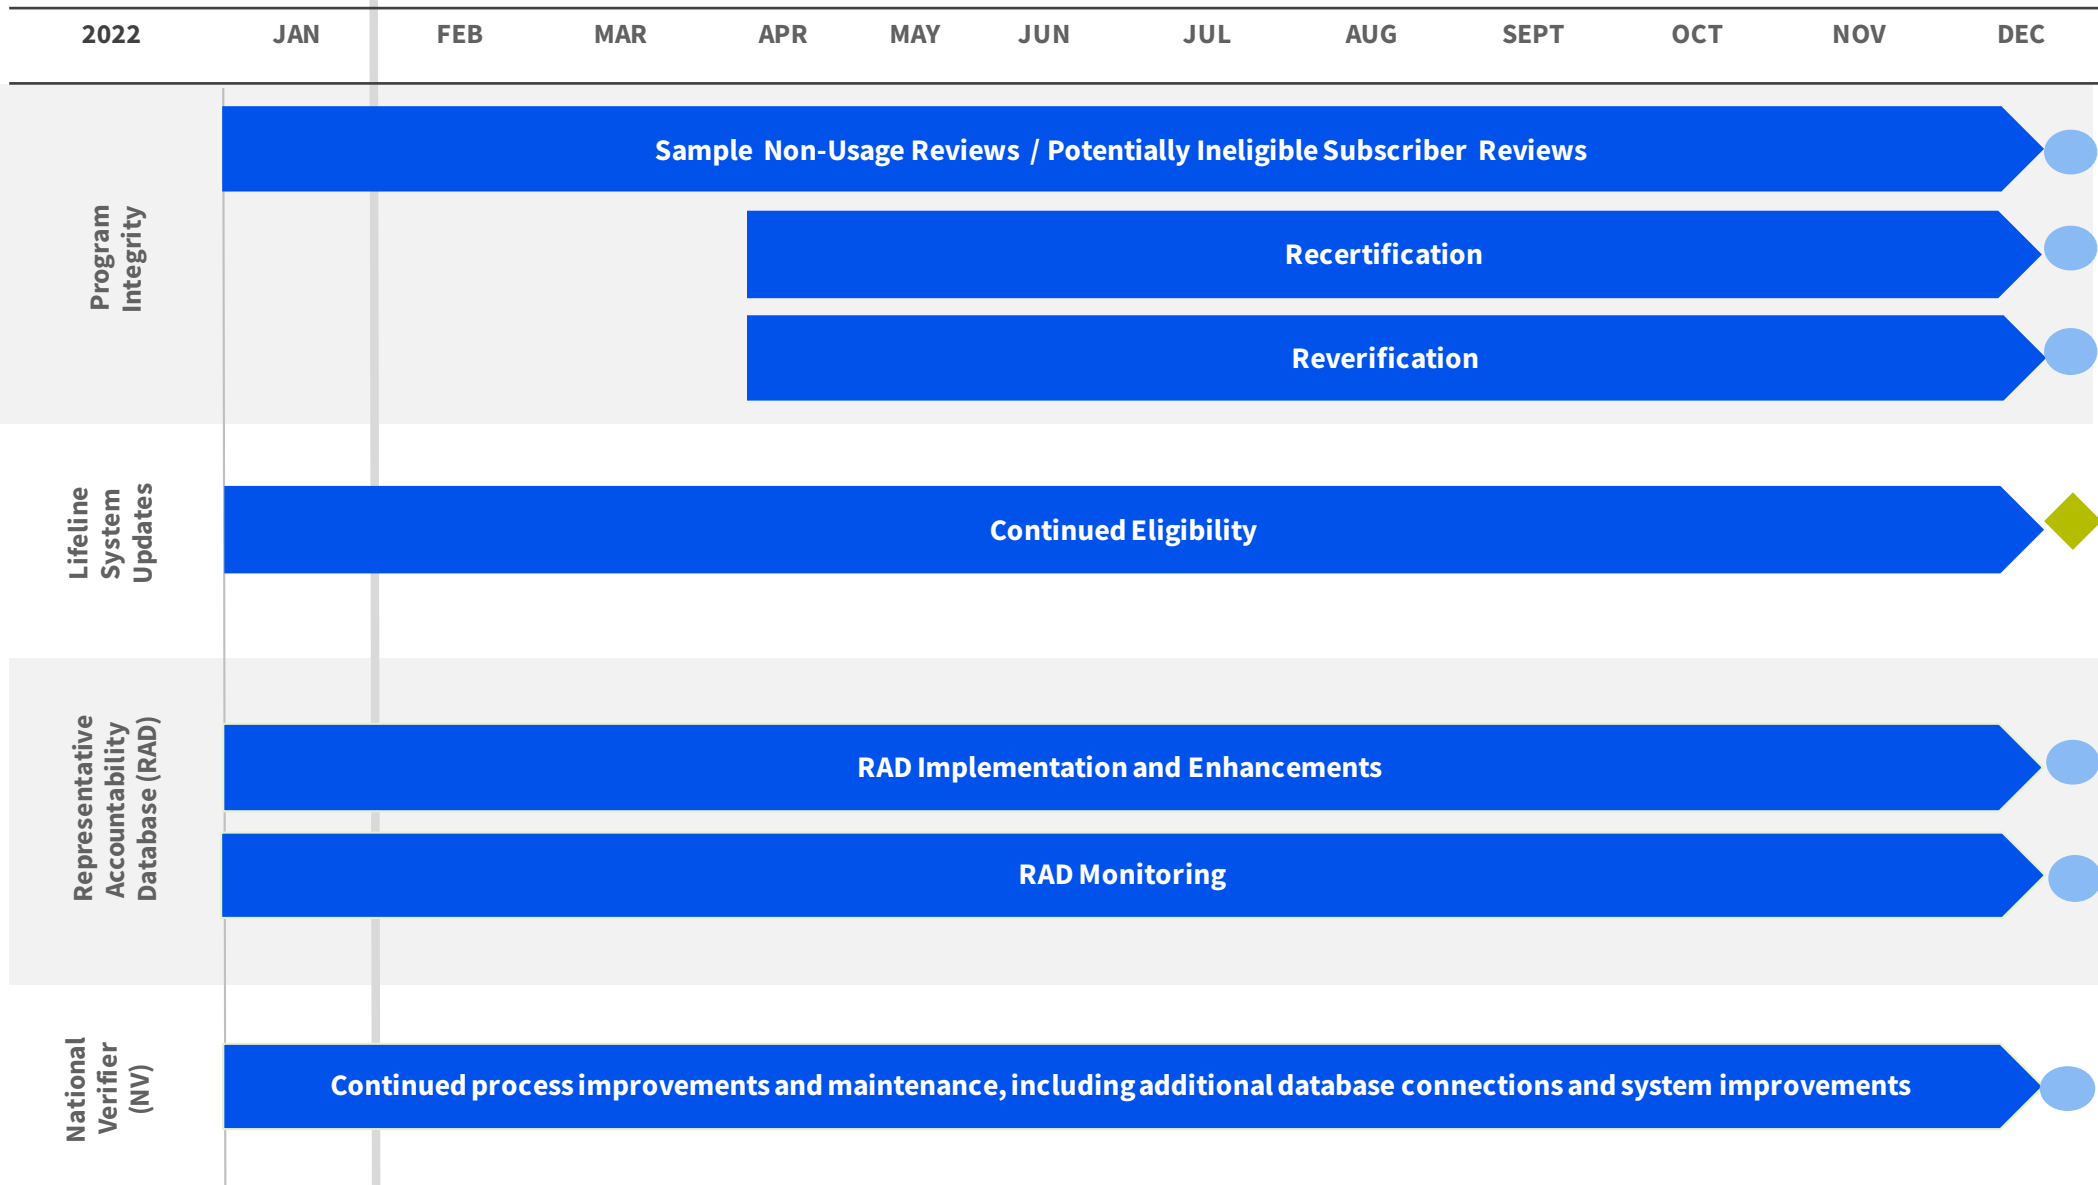 2022 JAN FEB MAR APR MAY JUN JUL AUG SEPT OCT NOV DEC
Program
Integrity
Sample Non-Usage Reviews / Potentially Ineligible Subscriber Reviews
Recertification
Reverification
Lifeline
System
Updates
Continued Eligibility
Representative
Accountability
Database (RAD)
RAD Implementation and Enhancements
RAD Monitoring
National
Verifier
(NV)
Continued process improvements and maintenance, including additional database connections and system improvements